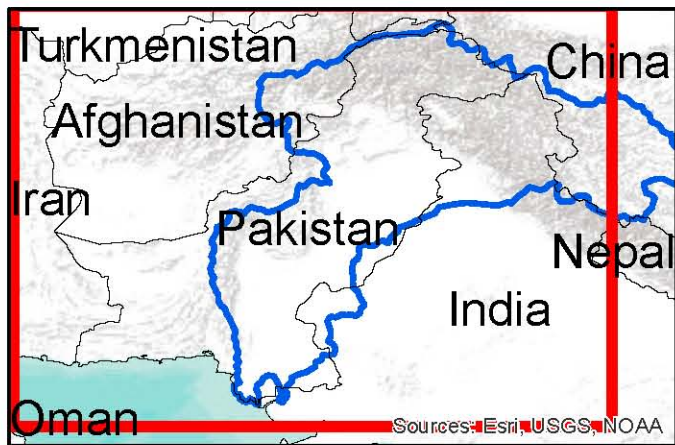 Turkmenistan
China
Afghanistan
Iran
Pakistan
Nepal
India
Oman
Sources: Esri, USGS, NOAA